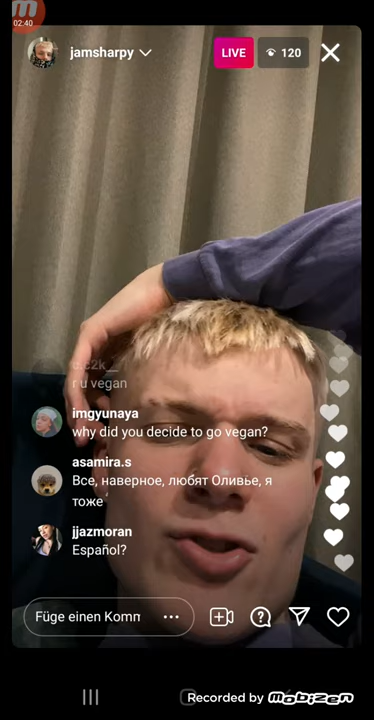 02:40
jamsharpy
LIVE
120
r u vegan
imgyunaya
why did you decide to go vegan?
asamira.s
Все, наверное, любят Оливье, я
тоже
jjazmoran
Español?
Füge einen Komm
Recorded by Mobizen